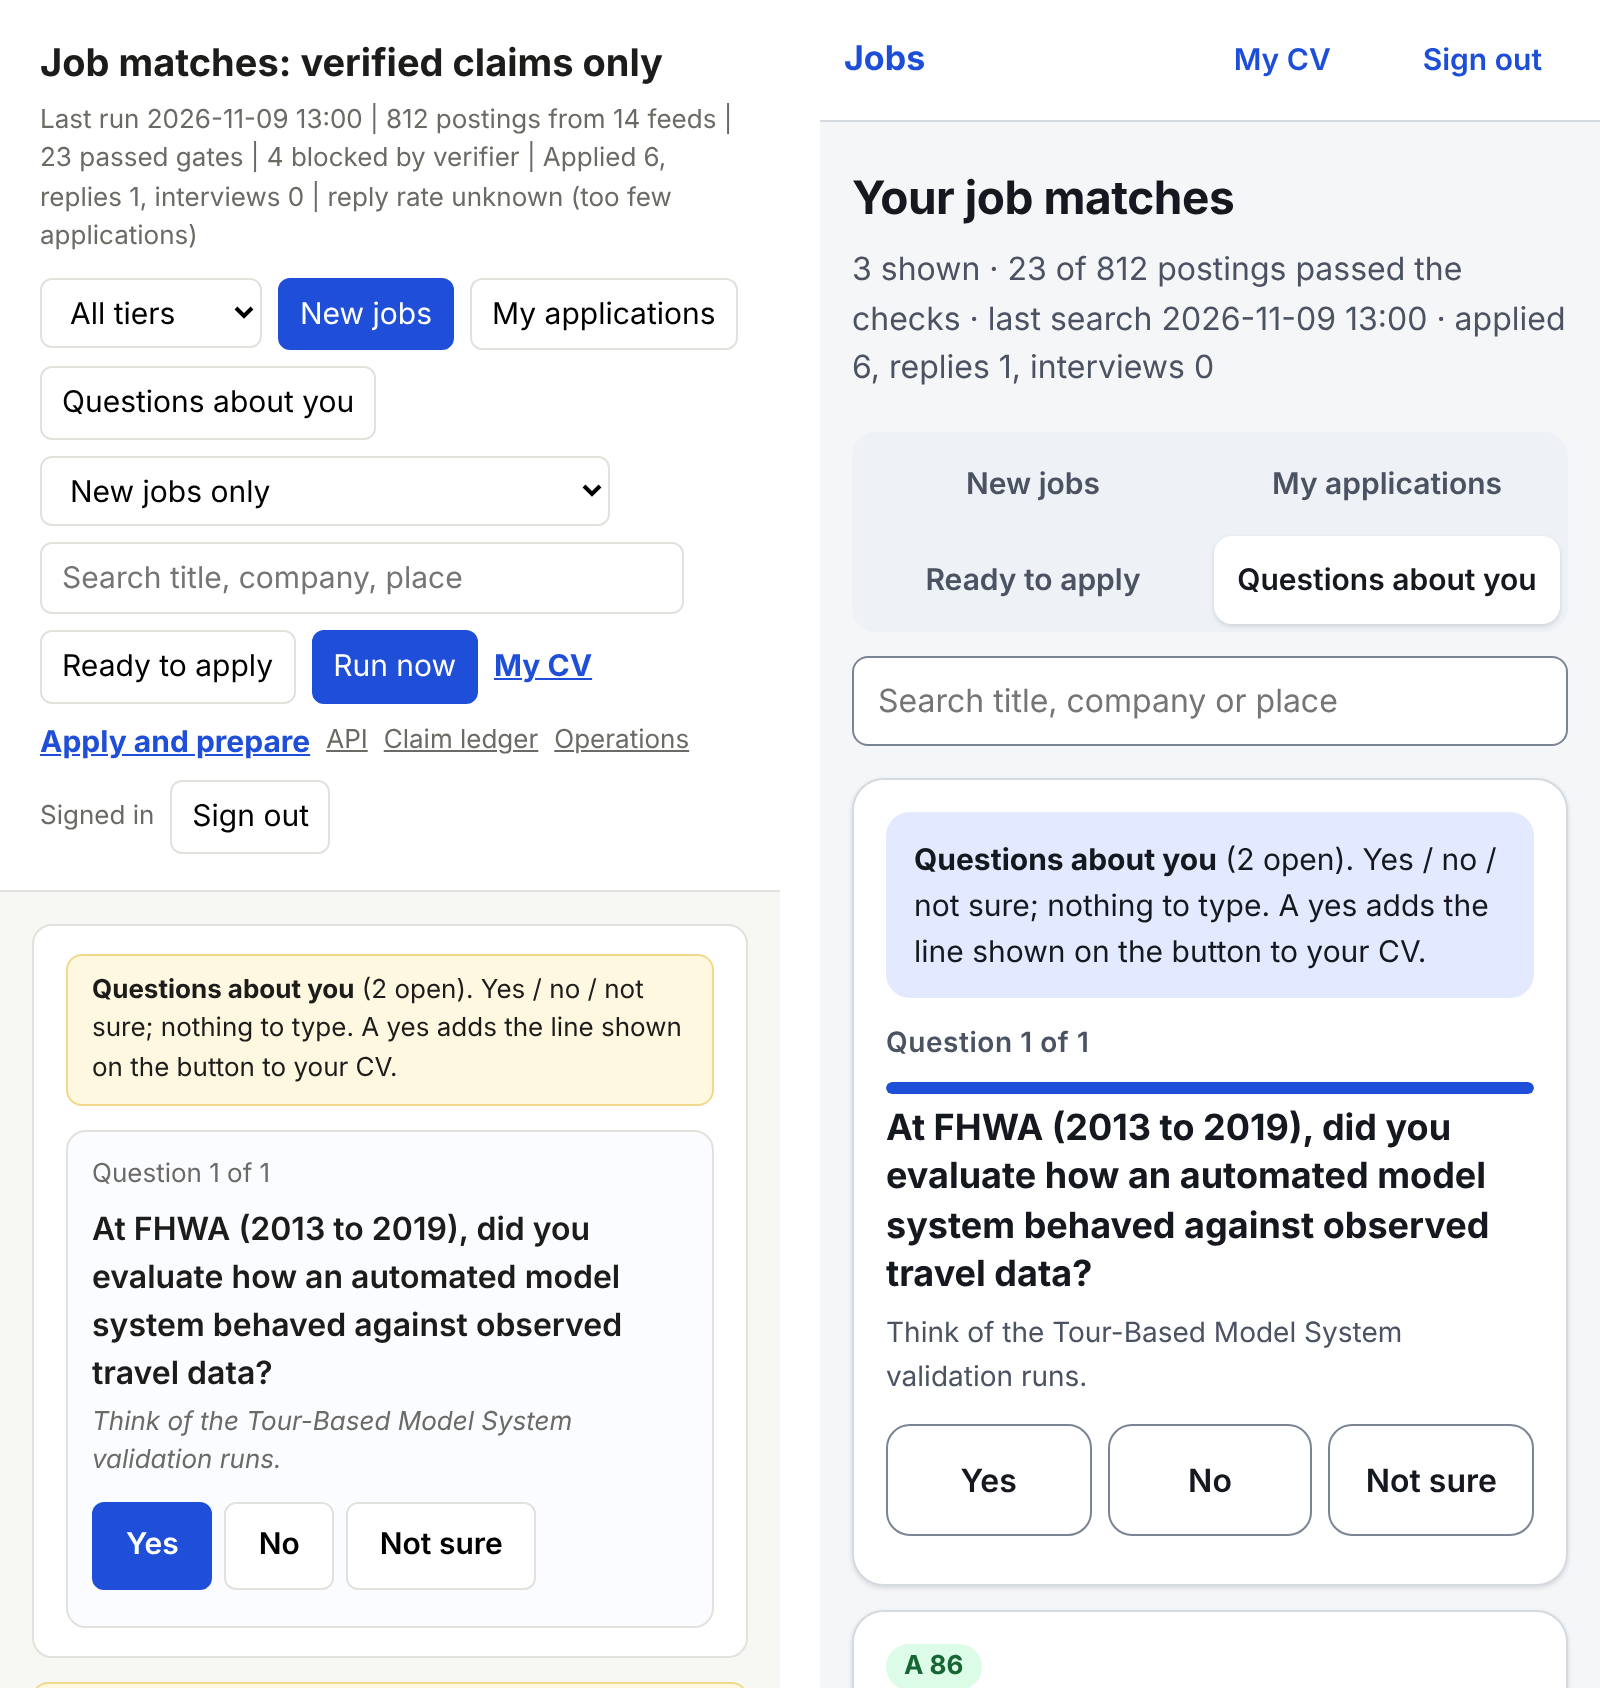 Job matches: verified claims only
Last run 2026-11-09 13:00 | 812 postings from 14 feeds |
23 passed gates | 4 blocked by verifier | Applied 6,
replies 1, interviews 0 | reply rate unknown (too few
applications)
All tiers
New jobs
My applications
Questions about you
New jobs only
Search title, company, place
Ready to apply
Run now
My CV
Apply and prepare
API
Claim ledger
Operations
Signed in
Sign out
Questions about you (2 open). Yes / no / not
sure; nothing to type. A yes adds the line shown
on the button to your CV.
Question 1 of 1
At FHWA (2013 to 2019), did you
evaluate how an automated model
system behaved against observed
travel data?
Think of the Tour-Based Model System
validation runs.
Yes
No
Not sure
Jobs
My CV
Sign out
Your job matches
3 shown · 23 of 812 postings passed the
checks · last search 2026-11-09 13:00 · applied
6, replies 1, interviews 0
New jobs
My applications
Ready to apply
Questions about you
Search title, company or place
Questions about you (2 open). Yes / no /
not sure; nothing to type. A yes adds the
line shown on the button to your CV.
Question 1 of 1
At FHWA (2013 to 2019), did you
evaluate how an automated model
system behaved against observed
travel data?
Think of the Tour-Based Model System
validation runs.
Yes
No
Not sure
A 86